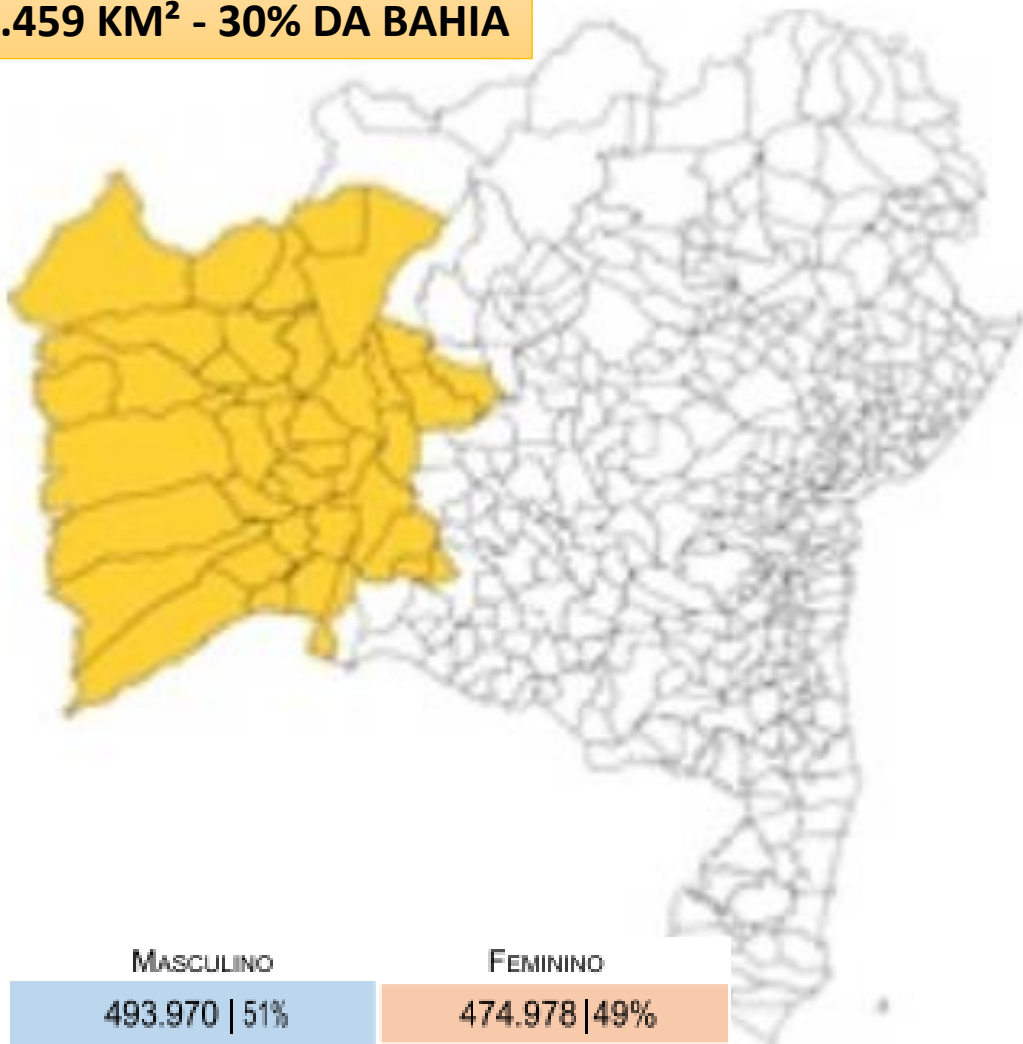 .459 KM² - 30% DA BAHIA
MASCULINO FEMININO
493.970 | 51% 474.978 | 49%